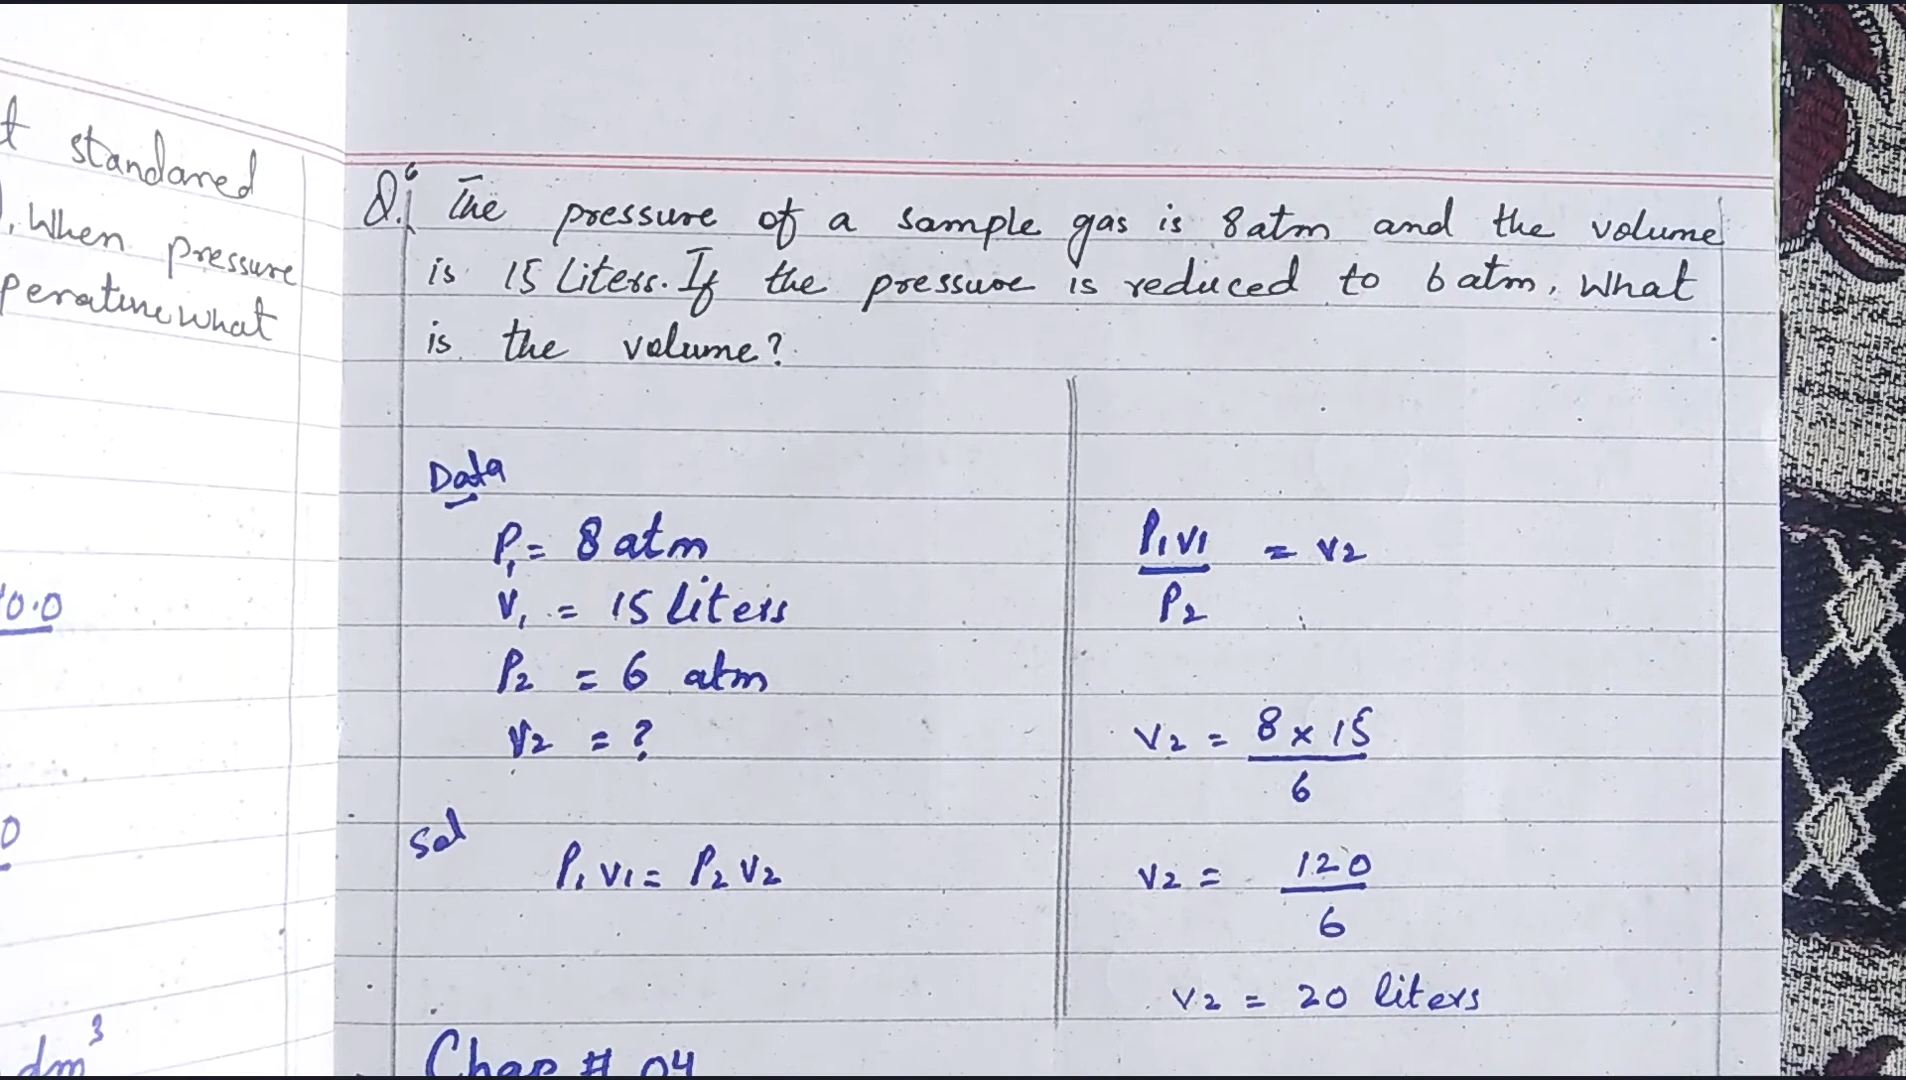 t standared
, When pressure
perature what
10.0
0
dm³
Q.6 The pressure of a sample gas is 8 atm and the volume
is 15 Liters. If the pressure is reduced to 6 atm, What
is the volume?
Data
P₁ = 8 atm
V₁ = 15 Liters
P₂ = 6 atm
V₂ = ?
Sol
P₁ V₁ = P₂ V₂
P₁ V₁ = V₂
P₂
V₂ = 8 × 15
6
V₂ = 120
6
V₂ = 20 liters
Chap # 04